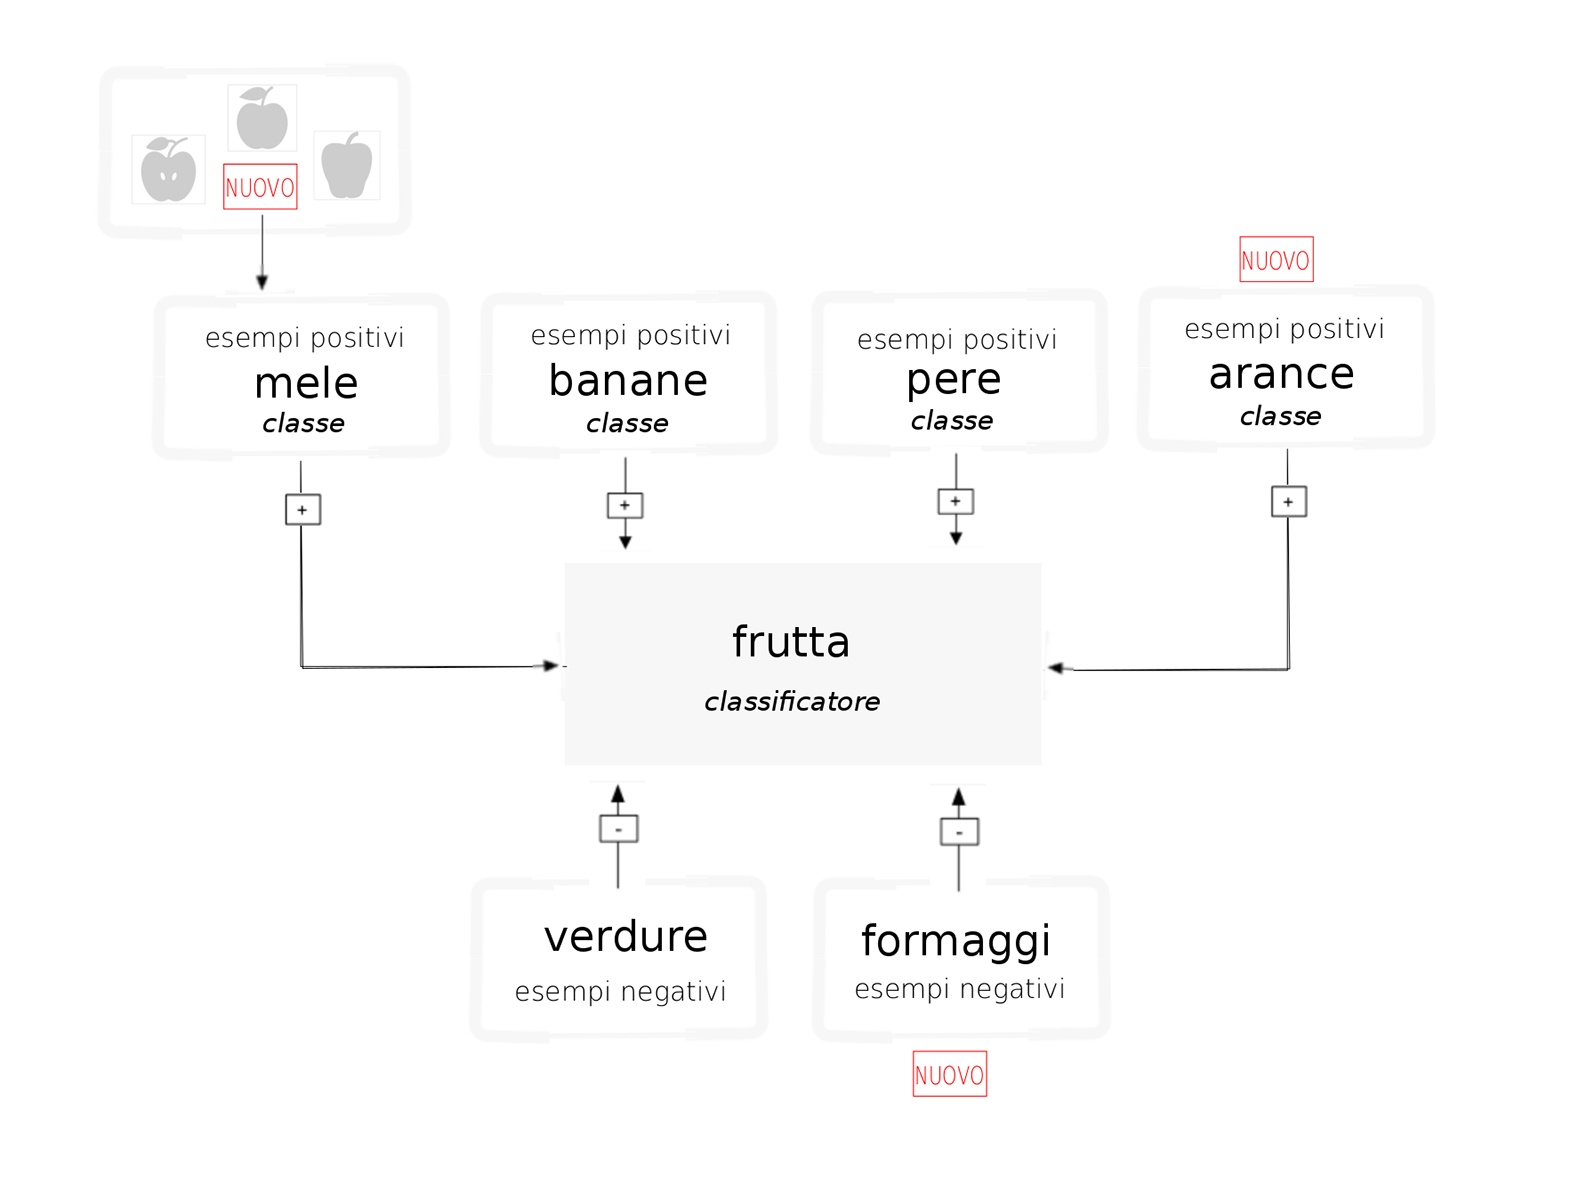 NUOVO
NUOVO
esempi positivi
mele
classe
esempi positivi
banane
classe
esempi positivi
pere
classe
esempi positivi
arance
classe
+
+
+
+
frutta
classificatore
-
-
verdure
esempi negativi
formaggi
esempi negativi
NUOVO